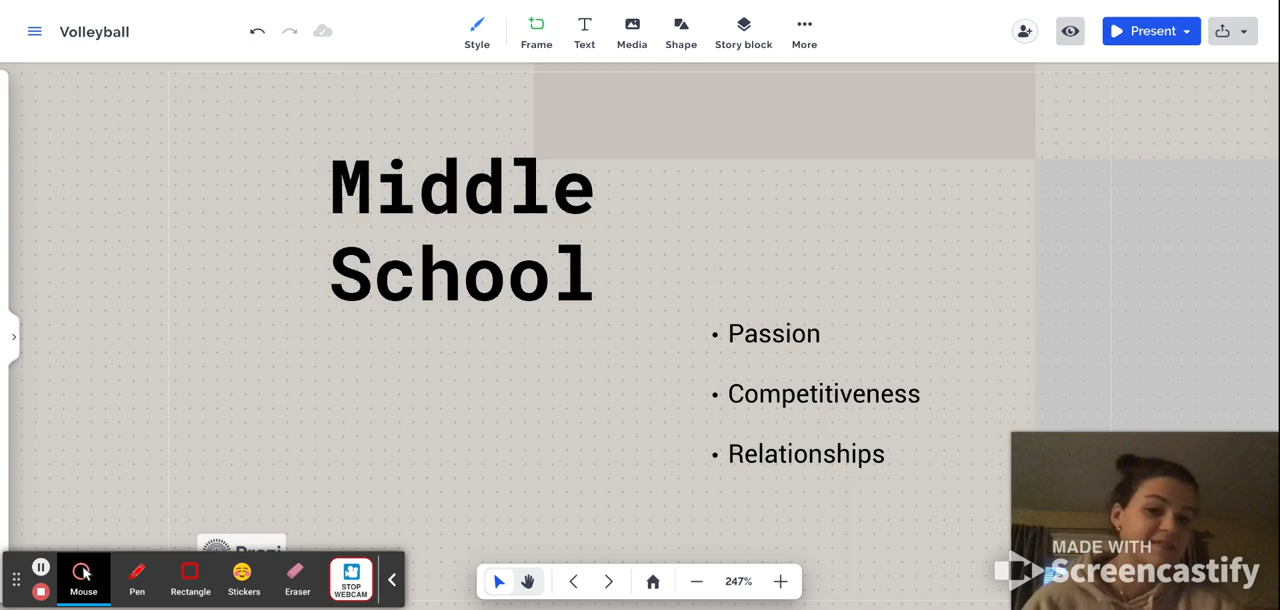 Volleyball
Style
Frame
Text
Media
Shape
Story block
More
Present
Middle
School
• Passion
• Competitiveness
• Relationships
Prezi
Mouse
Pen
Rectangle
Stickers
Eraser
STOP
WEBCAM
247%
MADE WITH
Screencastify